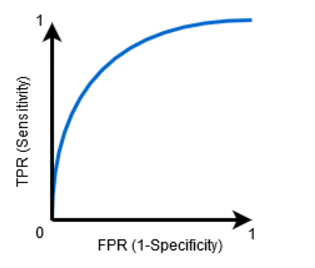 1
TPR (Sensitivity)
0
1
FPR (1-Specificity)